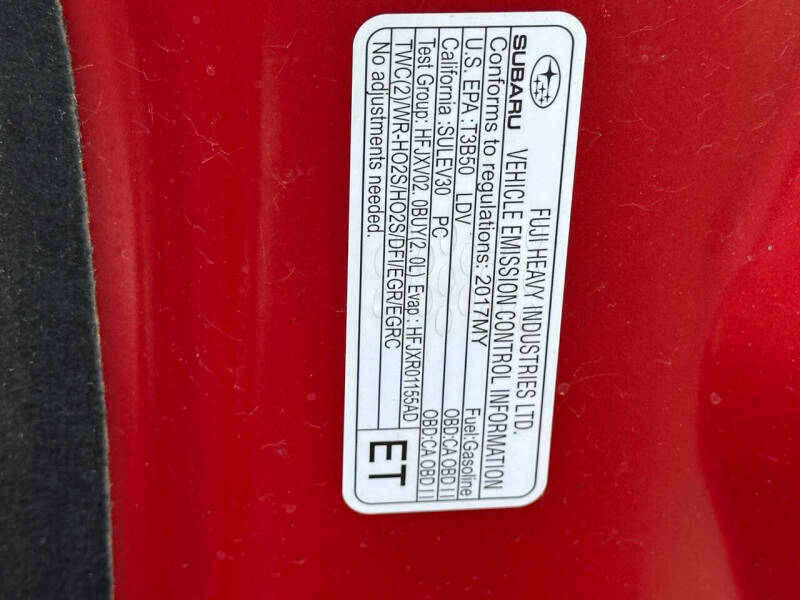 SUBARU
FUJI HEAVY INDUSTRIES LTD.
VEHICLE EMISSION CONTROL INFORMATION
Conforms to regulations: 2017MY Fuel:Gasoline
U.S. EPA :T3B50 LDV OBD:CA OBD II
California :SULEV30 PC OBD:CA OBD II
Test Group: HFJXV02. 0BUY(2. 0L) Evap : HFJXR01155AD
TWC(2)/WR-HO2S/HO2S/DFI/EGR/EGRC
No adjustments needed.
ET